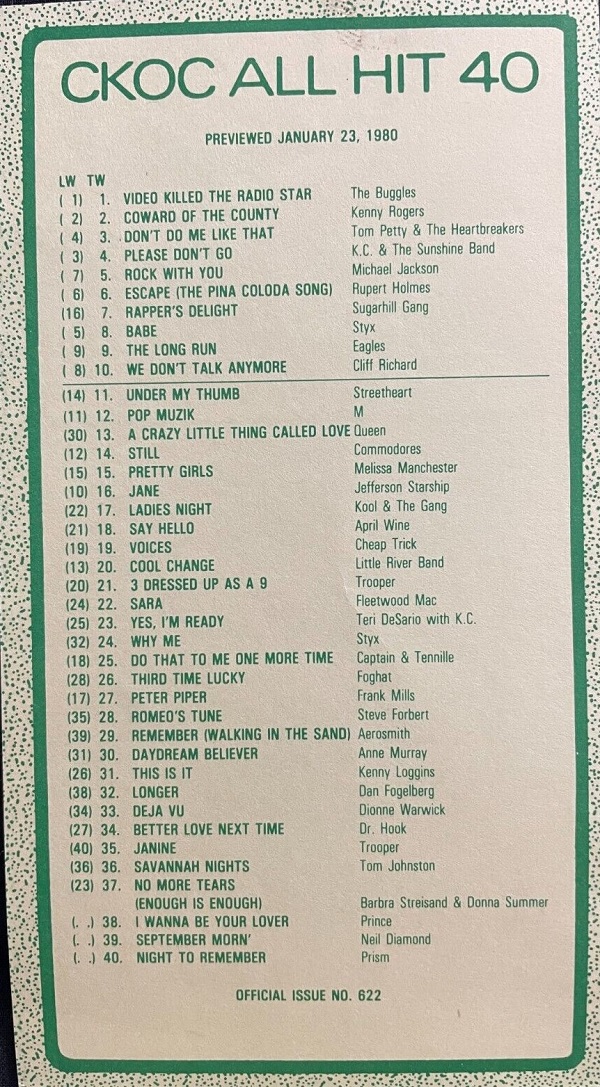 CKOC ALL HIT 40
PREVIEWED JANUARY 23, 1980
LW TW
( 1) 1. VIDEO KILLED THE RADIO STAR The Buggles
( 2) 2. COWARD OF THE COUNTY Kenny Rogers
( 4) 3. DON'T DO ME LIKE THAT Tom Petty & The Heartbreakers
( 3) 4. PLEASE DON'T GO K.C. & The Sunshine Band
( 7) 5. ROCK WITH YOU Michael Jackson
( 6) 6. ESCAPE (THE PINA COLODA SONG) Rupert Holmes
(16) 7. RAPPER'S DELIGHT Sugarhill Gang
( 5) 8. BABE Styx
( 9) 9. THE LONG RUN Eagles
( 8) 10. WE DON'T TALK ANYMORE Cliff Richard
(14) 11. UNDER MY THUMB Streetheart
(11) 12. POP MUZIK M
(30) 13. A CRAZY LITTLE THING CALLED LOVE Queen
(12) 14. STILL Commodores
(15) 15. PRETTY GIRLS Melissa Manchester
(10) 16. JANE Jefferson Starship
(22) 17. LADIES NIGHT Kool & The Gang
(21) 18. SAY HELLO April Wine
(19) 19. VOICES Cheap Trick
(13) 20. COOL CHANGE Little River Band
(20) 21. 3 DRESSED UP AS A 9 Trooper
(24) 22. SARA Fleetwood Mac
(25) 23. YES, I'M READY Teri DeSario with K.C.
(32) 24. WHY ME Styx
(18) 25. DO THAT TO ME ONE MORE TIME Captain & Tennille
(28) 26. THIRD TIME LUCKY Foghat
(17) 27. PETER PIPER Frank Mills
(35) 28. ROMEO'S TUNE Steve Forbert
(39) 29. REMEMBER (WALKING IN THE SAND) Aerosmith
(31) 30. DAYDREAM BELIEVER Anne Murray
(26) 31. THIS IS IT Kenny Loggins
(38) 32. LONGER Dan Fogelberg
(34) 33. DEJA VU Dionne Warwick
(27) 34. BETTER LOVE NEXT TIME Dr. Hook
(40) 35. JANINE Trooper
(36) 36. SAVANNAH NIGHTS Tom Johnston
(23) 37. NO MORE TEARS
(ENOUGH IS ENOUGH) Barbra Streisand & Donna Summer
(. .) 38. I WANNA BE YOUR LOVER Prince
(. .) 39. SEPTEMBER MORN' Neil Diamond
(. .) 40. NIGHT TO REMEMBER Prism
OFFICIAL ISSUE NO. 622